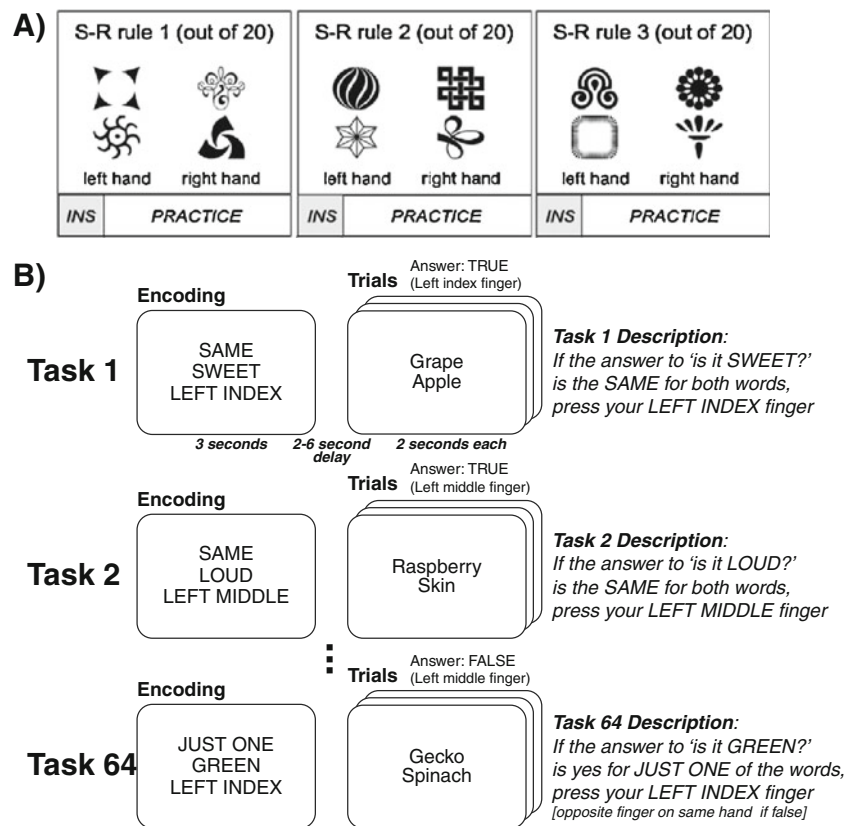 A)
S-R rule 1 (out of 20)
left hand right hand
INS PRACTICE
S-R rule 2 (out of 20)
left hand right hand
INS PRACTICE
S-R rule 3 (out of 20)
left hand right hand
INS PRACTICE
B)
Task 1
Encoding
SAME
SWEET
LEFT INDEX
3 seconds
2-6 second
delay
Trials
Answer: TRUE
(Left index finger)
Grape
Apple
2 seconds each
Task 1 Description:
If the answer to ‘is it SWEET?’
is the SAME for both words,
press your LEFT INDEX finger
Task 2
Encoding
SAME
LOUD
LEFT MIDDLE
Trials
Answer: TRUE
(Left middle finger)
Raspberry
Skin
Task 2 Description:
If the answer to ‘is it LOUD?’
is the SAME for both words,
press your LEFT MIDDLE finger
Task 64
Encoding
JUST ONE
GREEN
LEFT INDEX
Trials
Answer: FALSE
(Left middle finger)
Gecko
Spinach
Task 64 Description:
If the answer to ‘is it GREEN?’
is yes for JUST ONE of the words,
press your LEFT INDEX finger
[opposite finger on same hand if false]